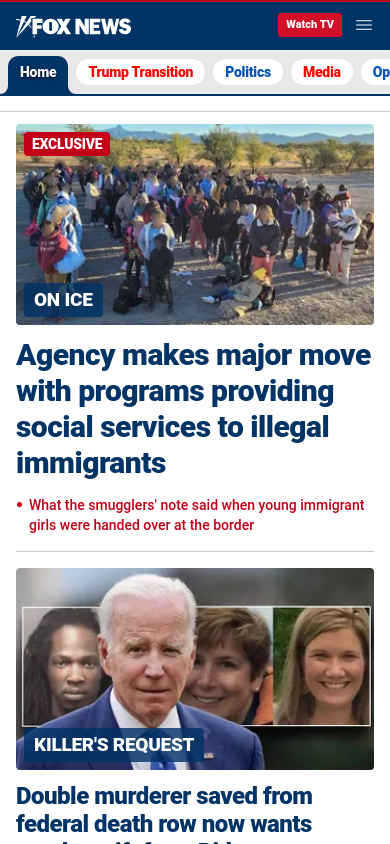 FOX NEWS
Watch TV
Home
Trump Transition
Politics
Media
Op
EXCLUSIVE
ON ICE
Agency makes major move
with programs providing
social services to illegal
immigrants
• What the smugglers' note said when young immigrant
girls were handed over at the border
KILLER'S REQUEST
Double murderer saved from
federal death row now wants